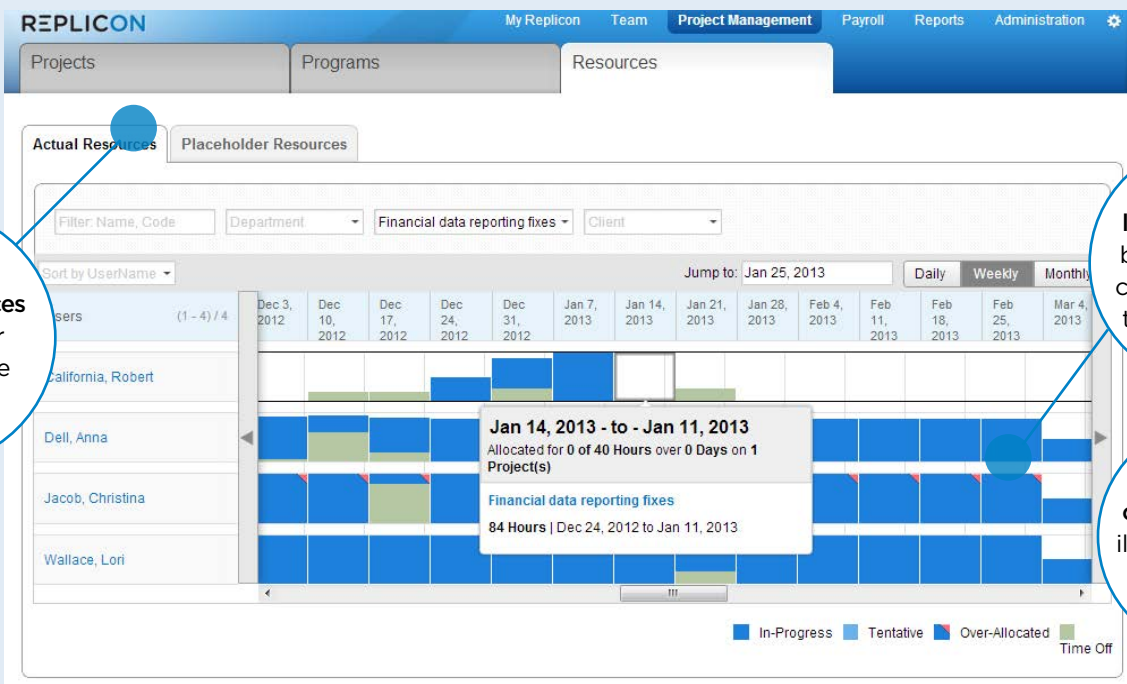 REPLICON
My Replicon Team Project Management Payroll Reports Administration
Projects Programs Resources
Actual Resources Placeholder Resources
Filter: Name, Code Department Financial data reporting fixes Client
Sort by UserName Jump to: Jan 25, 2013 Daily Weekly Monthly
sers (1 - 4) / 4
Dec 3, 2012
Dec 10, 2012
Dec 17, 2012
Dec 24, 2012
Dec 31, 2012
Jan 7, 2013
Jan 14, 2013
Jan 21, 2013
Jan 28, 2013
Feb 4, 2013
Feb 11, 2013
Feb 18, 2013
Feb 25, 2013
Mar 4, 2013
California, Robert
Dell, Anna
Jacob, Christina
Wallace, Lori
Jan 14, 2013 - to - Jan 11, 2013
Allocated for 0 of 40 Hours over 0 Days on 1
Project(s)
Financial data reporting fixes
84 Hours | Dec 24, 2012 to Jan 11, 2013
In-Progress Tentative Over-Allocated
Time Off